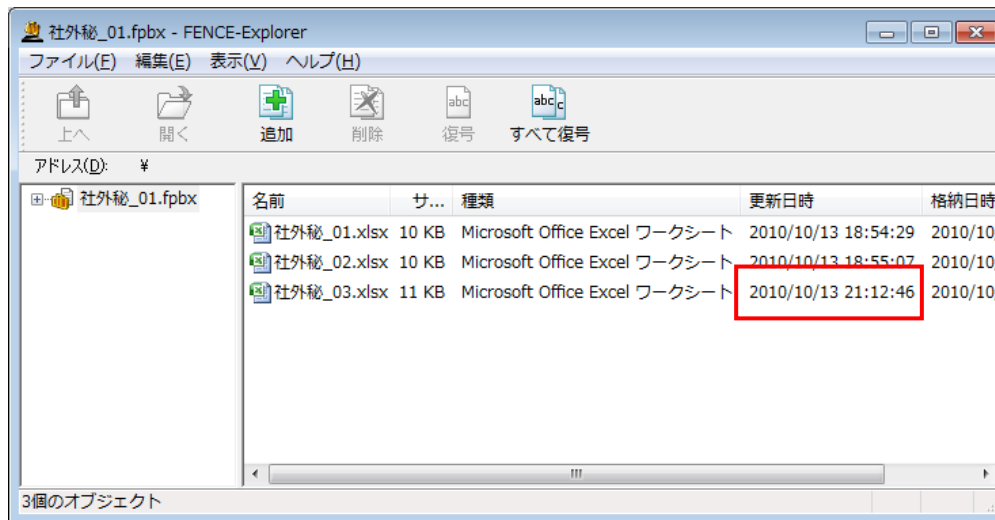 社外秘_01.fpbx - FENCE-Explorer
ファイル(F) 編集(E) 表示(V) ヘルプ(H)
上へ 開く 追加 削除 abc 復号 abc c すべて復号
アドレス(D): ¥
社外秘_01.fpbx
名前 サ... 種類 更新日時 格納日時
社外秘_01.xlsx 10 KB Microsoft Office Excel ワークシート 2010/10/13 18:54:29 2010/10
社外秘_02.xlsx 10 KB Microsoft Office Excel ワークシート 2010/10/13 18:55:07 2010/10
社外秘_03.xlsx 11 KB Microsoft Office Excel ワークシート 2010/10/13 21:12:46 2010/10
3個のオブジェクト